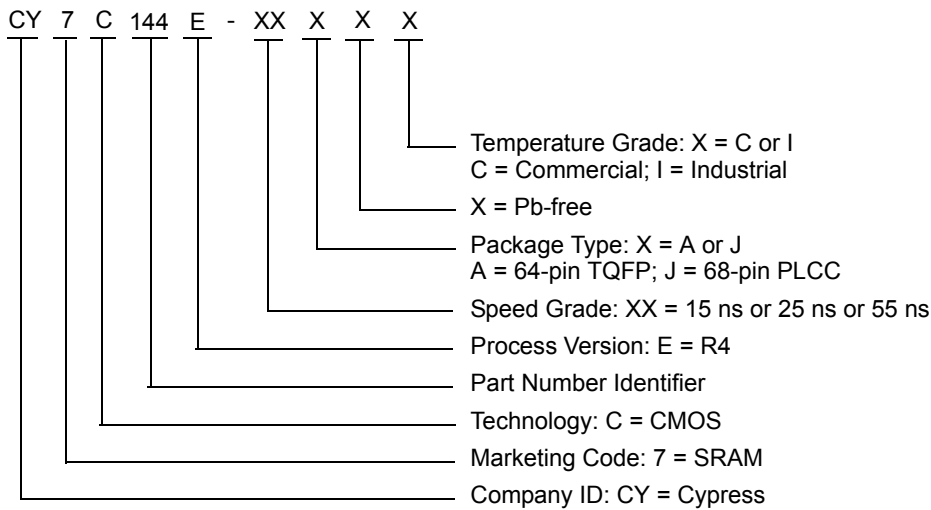 CY 7 C 144 E - XX X X X
Temperature Grade: X = C or I
C = Commercial; I = Industrial
X = Pb-free
Package Type: X = A or J
A = 64-pin TQFP; J = 68-pin PLCC
Speed Grade: XX = 15 ns or 25 ns or 55 ns
Process Version: E = R4
Part Number Identifier
Technology: C = CMOS
Marketing Code: 7 = SRAM
Company ID: CY = Cypress